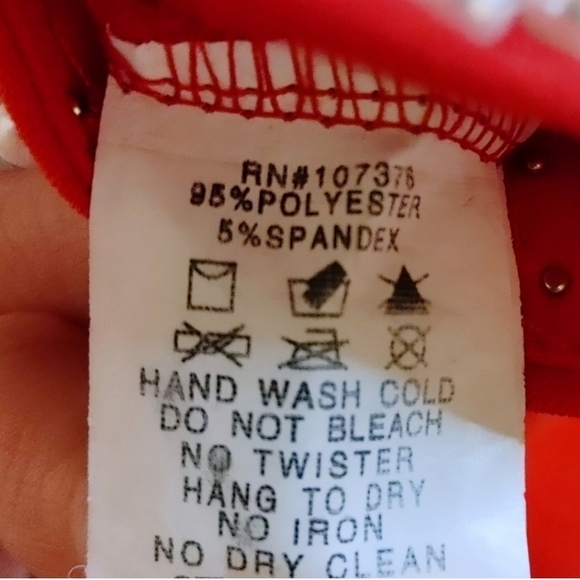 RN#107376
95%POLYESTER
5%SPANDEX
HAND WASH COLD
DO NOT BLEACH
NO TWISTER
HANG TO DRY
NO IRON
NO DRY CLEAN